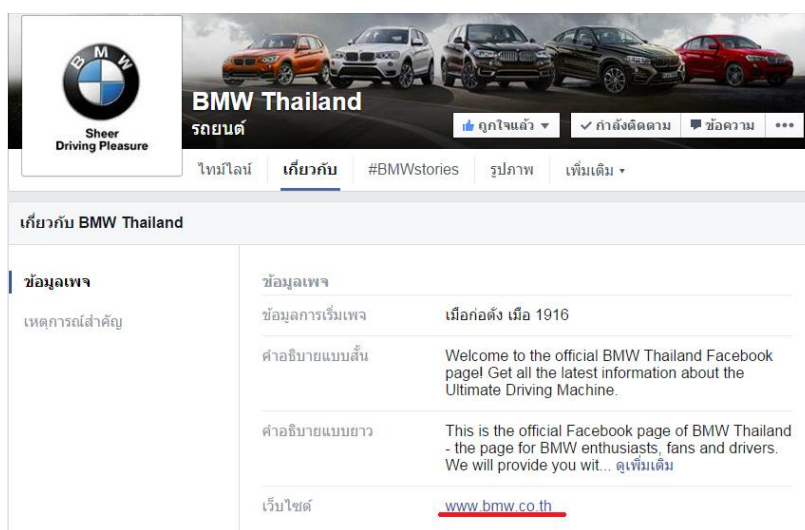 BMW
Sheer
Driving Pleasure
BMW Thailand
รถยนต์
ถูกใจแล้ว
กำลังติดตาม
ข้อความ
ไทม์ไลน์
เกี่ยวกับ
#BMWstories
รูปภาพ
เพิ่มเติม
เกี่ยวกับ BMW Thailand
ข้อมูลเพจ
เหตุการณ์สำคัญ
ข้อมูลเพจ
ข้อมูลการเริ่มเพจ
เมื่อก่อตั้ง เมื่อ 1916
คำอธิบายแบบสั้น
Welcome to the official BMW Thailand Facebook
page! Get all the latest information about the
Ultimate Driving Machine.
คำอธิบายแบบยาว
This is the official Facebook page of BMW Thailand
- the page for BMW enthusiasts, fans and drivers.
We will provide you wit... ดูเพิ่มเติม
เว็บไซต์
www.bmw.co.th